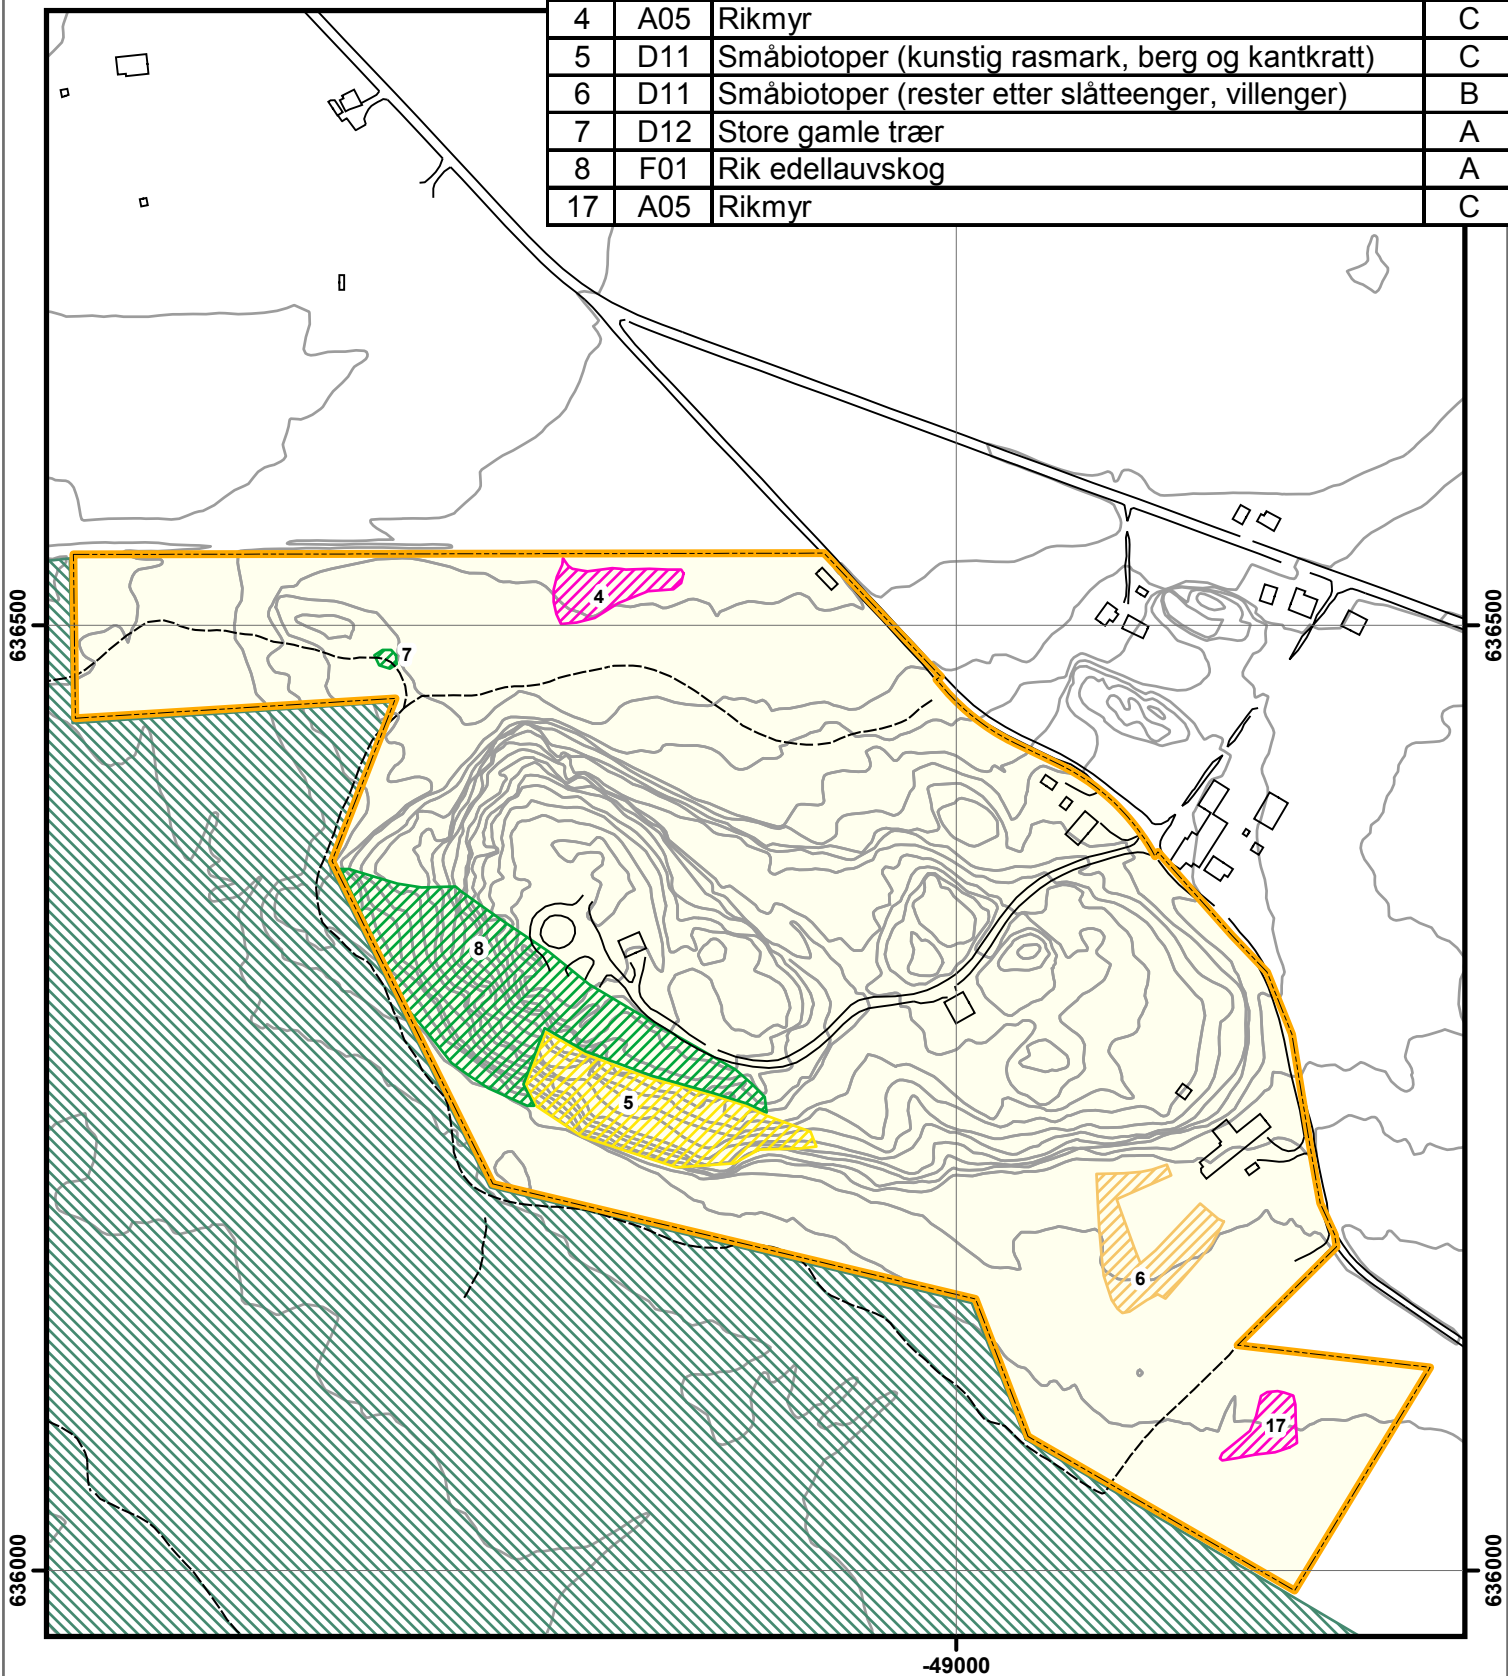 4 A05 Rikmyr C
5 D11 Småbiotoper (kunstig rasmark, berg og kantkratt) C
6 D11 Småbiotoper (rester etter slåtteenger, villenger) B
7 D12 Store gamle trær A
8 F01 Rik edellauvskog A
17 A05 Rikmyr C
4
636500
636500
7
8
5
6
17
636000
636000
-49000